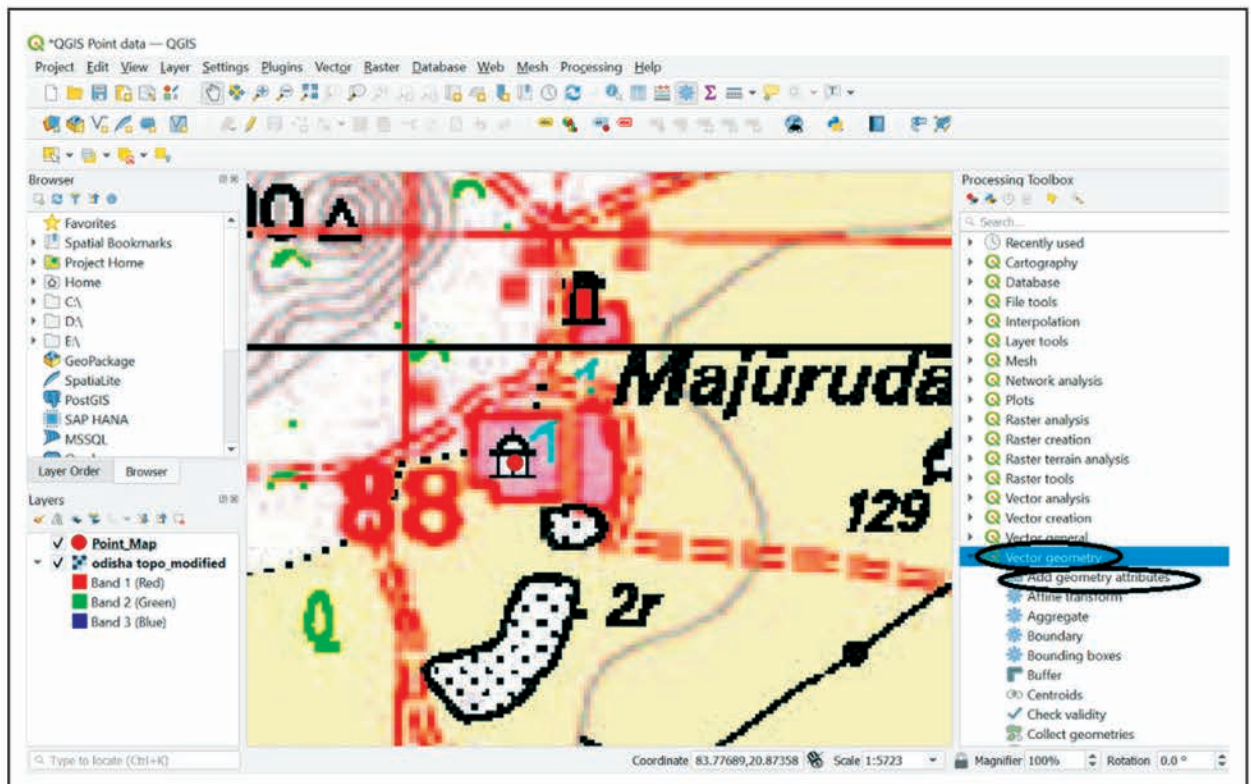 *QGIS Point data — QGIS
Project Edit View Layer Settings Plugins Vector Raster Database Web Mesh Processing Help
Browser
Favorites
Spatial Bookmarks
Project Home
Home
C:\
D:\
E:\
GeoPackage
SpatiaLite
PostGIS
SAP HANA
MSSQL
Layer Order Browser
Layers
Point_Map
odisha topo_modified
Band 1 (Red)
Band 2 (Green)
Band 3 (Blue)
Majuruda
88
129
2r
Processing Toolbox
Search...
Recently used
Cartography
Database
File tools
Interpolation
Layer tools
Mesh
Network analysis
Plots
Raster analysis
Raster creation
Raster terrain analysis
Raster tools
Vector analysis
Vector creation
Vector general
Vector geometry
Add geometry attributes
Affine transform
Aggregate
Boundary
Bounding boxes
Buffer
Centroids
Check validity
Collect geometries
Type to locate (Ctrl+K)
Coordinate 83.77689,20.87358 Scale 1:5723 Magnifier 100% Rotation 0.0 °